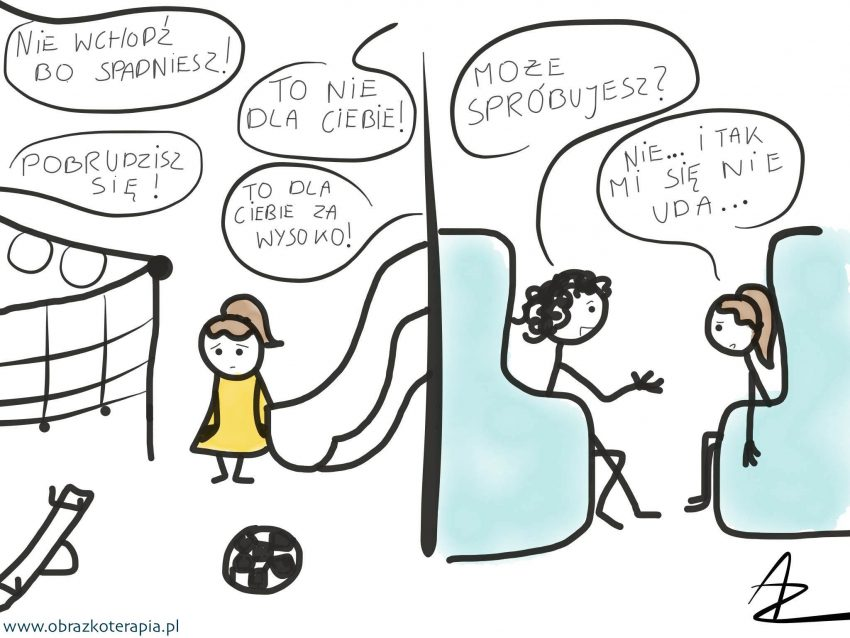 NIE WCHODŹ
BO SPADNIESZ!
TO NIE
DLA CIEBIE!
POBRUDZISZ
SIĘ!
TO DLA
CIEBIE ZA
WYSOKO!
MOŻE
SPRÓBUJESZ?
NIE... I TAK
MI SIĘ NIE
UDA...
www.obrazkoterapia.pl
AZ